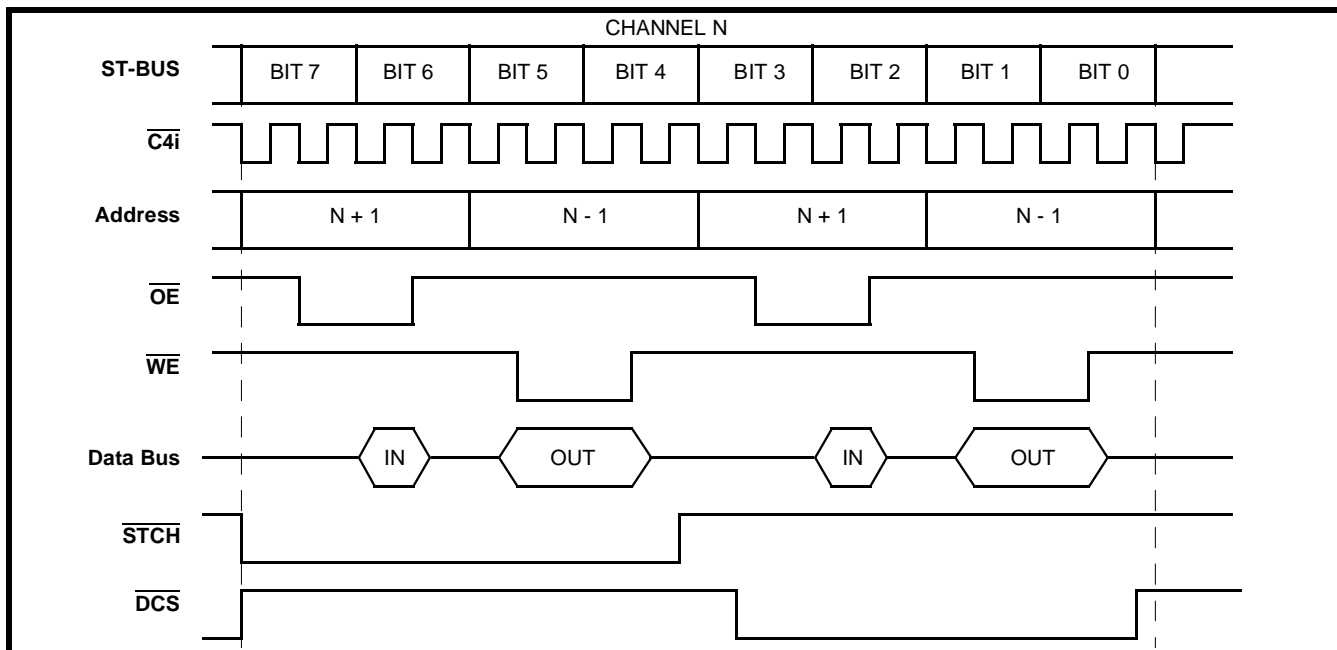 CHANNEL N
ST-BUS BIT 7 BIT 6 BIT 5 BIT 4 BIT 3 BIT 2 BIT 1 BIT 0
C4i
Address N + 1 N - 1 N + 1 N - 1
OE
WE
Data Bus IN OUT IN OUT
STCH
DCS